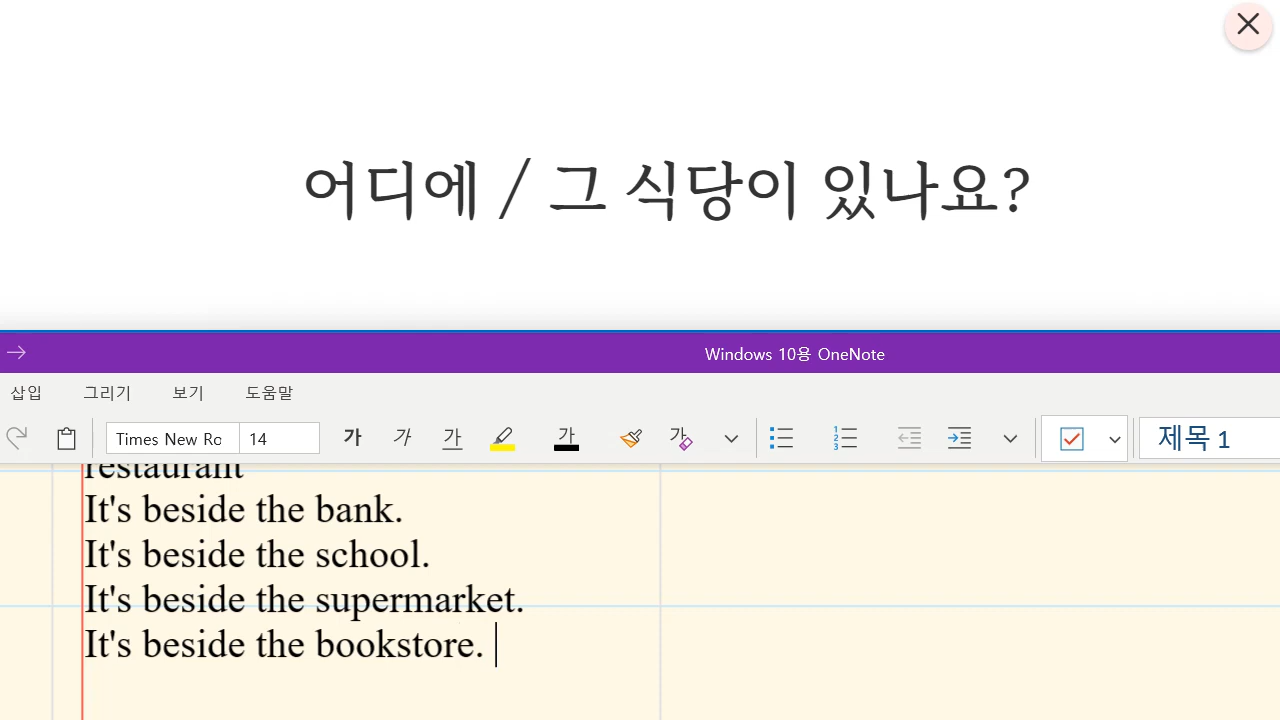 어디에 / 그 식당이 있나요?
Windows 10용 OneNote
삽입 그리기 보기 도움말
Times New Ro 14 가 가 가 가 가 제목 1
restaurant
It's beside the bank.
It's beside the school.
It's beside the supermarket.
It's beside the bookstore.